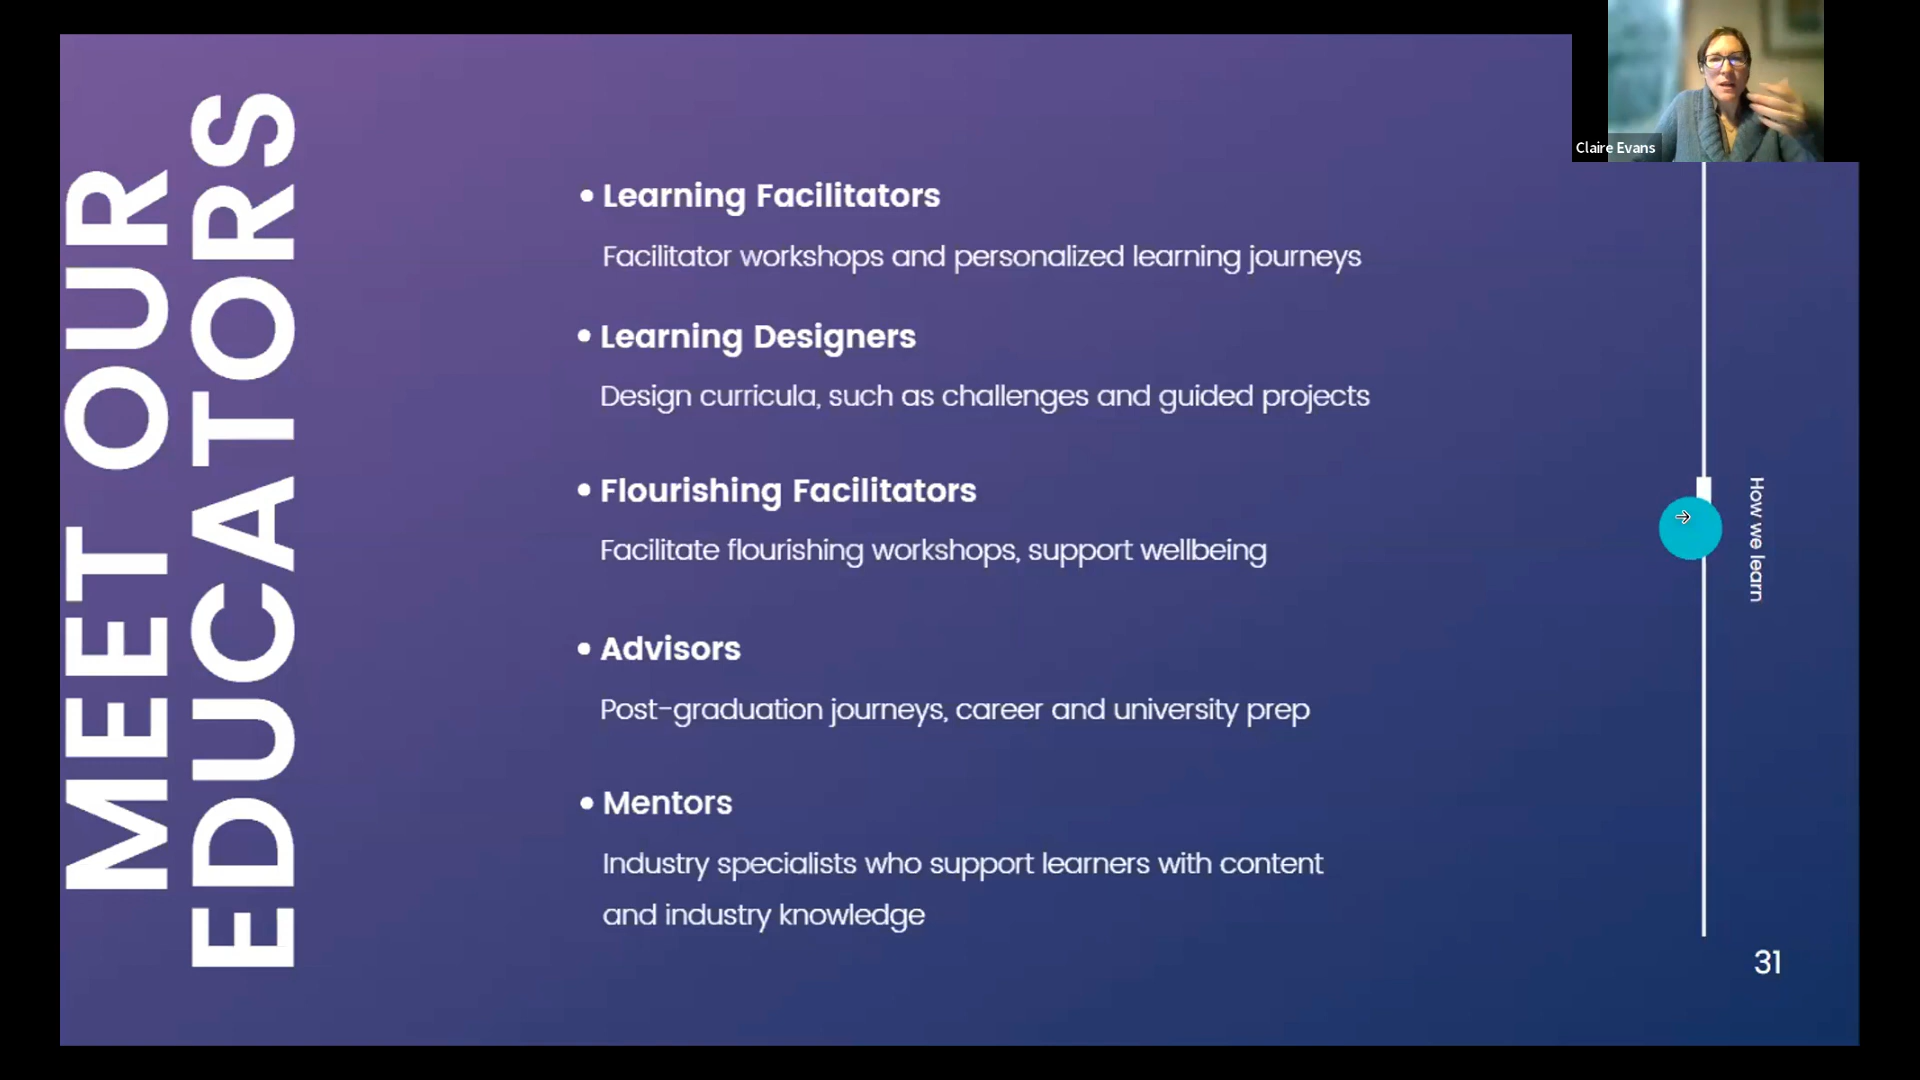 MEET OUR
EDUCATORS
Claire Evans
• Learning Facilitators
Facilitator workshops and personalized learning journeys
• Learning Designers
Design curricula, such as challenges and guided projects
• Flourishing Facilitators
Facilitate flourishing workshops, support wellbeing
• Advisors
Post-graduation journeys, career and university prep
• Mentors
Industry specialists who support learners with content
and industry knowledge
How we learn
31